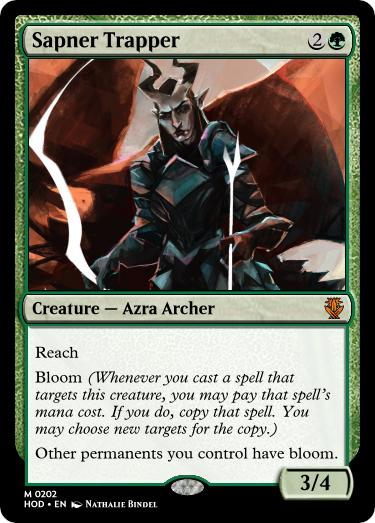 Sapner Trapper 2
Creature — Azra Archer
Reach
Bloom (Whenever you cast a spell that
targets this creature, you may pay that spell's
mana cost. If you do, copy that spell. You
may choose new targets for the copy.)
Other permanents you control have bloom.
3/4
M 0202
HOD • EN Nathalie Bindel